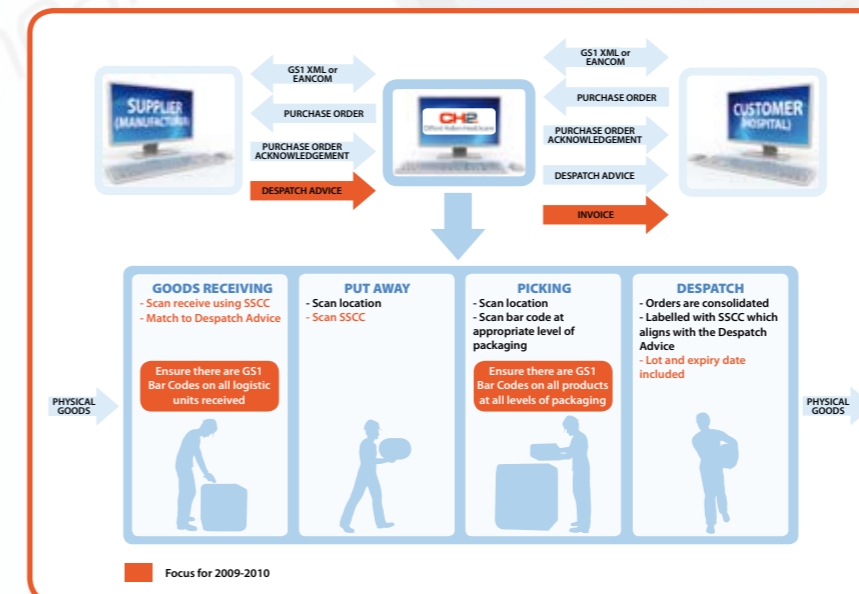 GS1 XML or
EANCOM
PURCHASE ORDER
PURCHASE ORDER
ACKNOWLEDGEMENT
DESPATCH ADVICE
GS1 XML or
EANCOM
PURCHASE ORDER
PURCHASE ORDER
ACKNOWLEDGEMENT
DESPATCH ADVICE
INVOICE
SUPPLIER
(MANUFACTURER)
CH2
CUSTOMER
(HOSPITAL)
GOODS RECEIVING
- Scan receive using SSCC
- Match to Despatch Advice
Ensure there are GS1
Bar Codes on all logistic
units received
PUT AWAY
- Scan location
- Scan SSCC
PICKING
- Scan location
- Scan bar code at
appropriate level of
packaging
Ensure there are GS1
Bar Codes on all products
at all levels of packaging
DESPATCH
- Orders are consolidated
- Labelled with SSCC which
aligns with the Despatch
Advice
- Lot and expiry date
included
PHYSICAL
GOODS
PHYSICAL
GOODS
Focus for 2009-2010